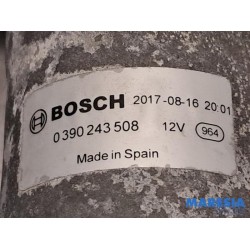 BOSCH 2017-08-16 20:01
0 390 243 508 12V 964
Made in Spain